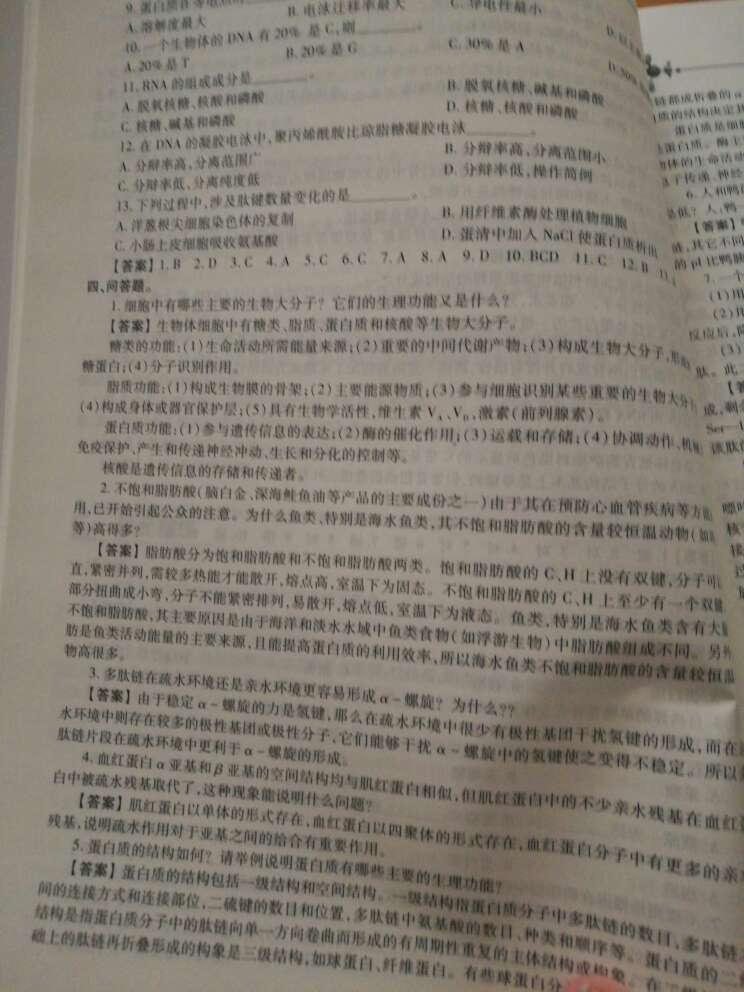 9. 蛋白质在等电点
A. 溶解度最大 B. 电泳迁移率最大 C. 导电性最小
10. 一个生物体的 DNA 有 20% 是 C,则________。
A. 20% 是 T B. 20% 是 G C. 30% 是 A D. 50%
11. RNA 的组成成分是________。
A. 脱氧核糖、核酸和磷酸 B. 脱氧核糖、碱基和磷酸
C. 核糖、碱基和磷酸 D. 核糖、核酸和磷酸
12. 在 DNA 的凝胶电泳中,聚丙烯酰胺比琼脂糖凝胶电泳________。
A. 分辩率高,分离范围广 B. 分辩率高,分离范围小
C. 分辩率低,分离纯度低 D. 分辩率低,操作简例
13. 下列过程中,涉及肽键数量变化的是________。
A. 洋葱根尖细胞染色体的复制 B. 用纤维素酶处理植物细胞
C. 小肠上皮细胞吸收氨基酸 D. 蛋清中加入 NaCl 使蛋白质析出
【答案】1. B 2. D 3. C 4. A 5. C 6. C 7. A 8. A 9. D 10. BCD 11. C 12. B
四、问答题。
1. 细胞中有哪些主要的生物大分子? 它们的生理功能又是什么?
【答案】生物体细胞中有糖类、脂质、蛋白质和核酸等生物大分子。
糖类的功能:(1)生命活动所需能量来源;(2)重要的中间代谢产物;(3)构成生物大分子,形成
糖蛋白;(4)分子识别作用。
脂质功能:(1)构成生物膜的骨架;(2)主要能源物质;(3)参与细胞识别某些重要的生物大分
(4)构成身体或器官保护层;(5)具有生物学活性,维生素 V、V,激素(前列腺素)。
蛋白质功能:(1)参与遗传信息的表达;(2)酶的催化作用;(3)运载和存储;(4)协调动作、机
免疫保护、产生和传递神经冲动、生长和分化的控制等。
核酸是遗传信息的存储和传递者。
2. 不饱和脂肪酸(脑白金、深海鲑鱼油等产品的主要成份之一)由于其在预防心血管疾病等方面
用,已开始引起公众的注意。为什么鱼类、特别是海水鱼类,其不饱和脂肪酸的含量较恒温动物(如
等)高得多?
【答案】脂肪酸分为饱和脂肪酸和不饱和脂肪酸两类。饱和脂肪酸的 C、H 上没有双键,分子可
直,紧密并列,需较多热能才能散开,熔点高,室温下为固态。不饱和脂肪酸的 C、H 上至少有一个双键
部分扭曲成小弯,分子不能紧密排列,易散开,熔点低,室温下为液态。鱼类,特别是海水鱼类含有大
不饱和脂肪酸,其主要原因是由于海洋和淡水水域中鱼类食物(如浮游生物)中脂肪酸组成不同。另外
肪是鱼类活动能量的主要来源,且能提高蛋白质的利用效率,所以海水鱼类不饱和脂肪酸的含量较恒温
物高很多。
3. 多肽链在疏水环境还是亲水环境更容易形成 α－螺旋? 为什么??
【答案】由于稳定 α－螺旋的力是氢键,那么在疏水环境中很少有极性基团干扰氢键的形成,而在
水环境中则存在较多的极性基团或极性分子,它们能够干扰 α－螺旋中的氢键使之变得不稳定。所以
肽链片段在疏水环境中更利于 α－螺旋的形成。
4. 血红蛋白 α 亚基和 β 亚基的空间结构均与肌红蛋白相似,但肌红蛋白中的不少亲水残基在血红
白中被疏水残基取代了,这种现象能说明什么问题?
【答案】肌红蛋白以单体的形式存在,血红蛋白以四聚体的形式存在,血红蛋白分子中有更多的亲
残基,说明疏水作用对于亚基之间的给合有重要作用。
5. 蛋白质的结构如何? 请举例说明蛋白质有哪些主要的生理功能?
【答案】蛋白质的结构包括一级结构和空间结构。一级结构指蛋白质分子中多肽链的数目,多肽链
间的连接方式和连接部位,二硫键的数目和位置,多肽链中氨基酸的数目、种类和顺序等。蛋白质的二
结构是指蛋白质分子中的肽链向单一方向卷曲而形成的有周期性重复的主体结构或构象。在二
础上的肽链再折叠形成的构象是三级结构,如球蛋白、纤维蛋白。有些球蛋白分